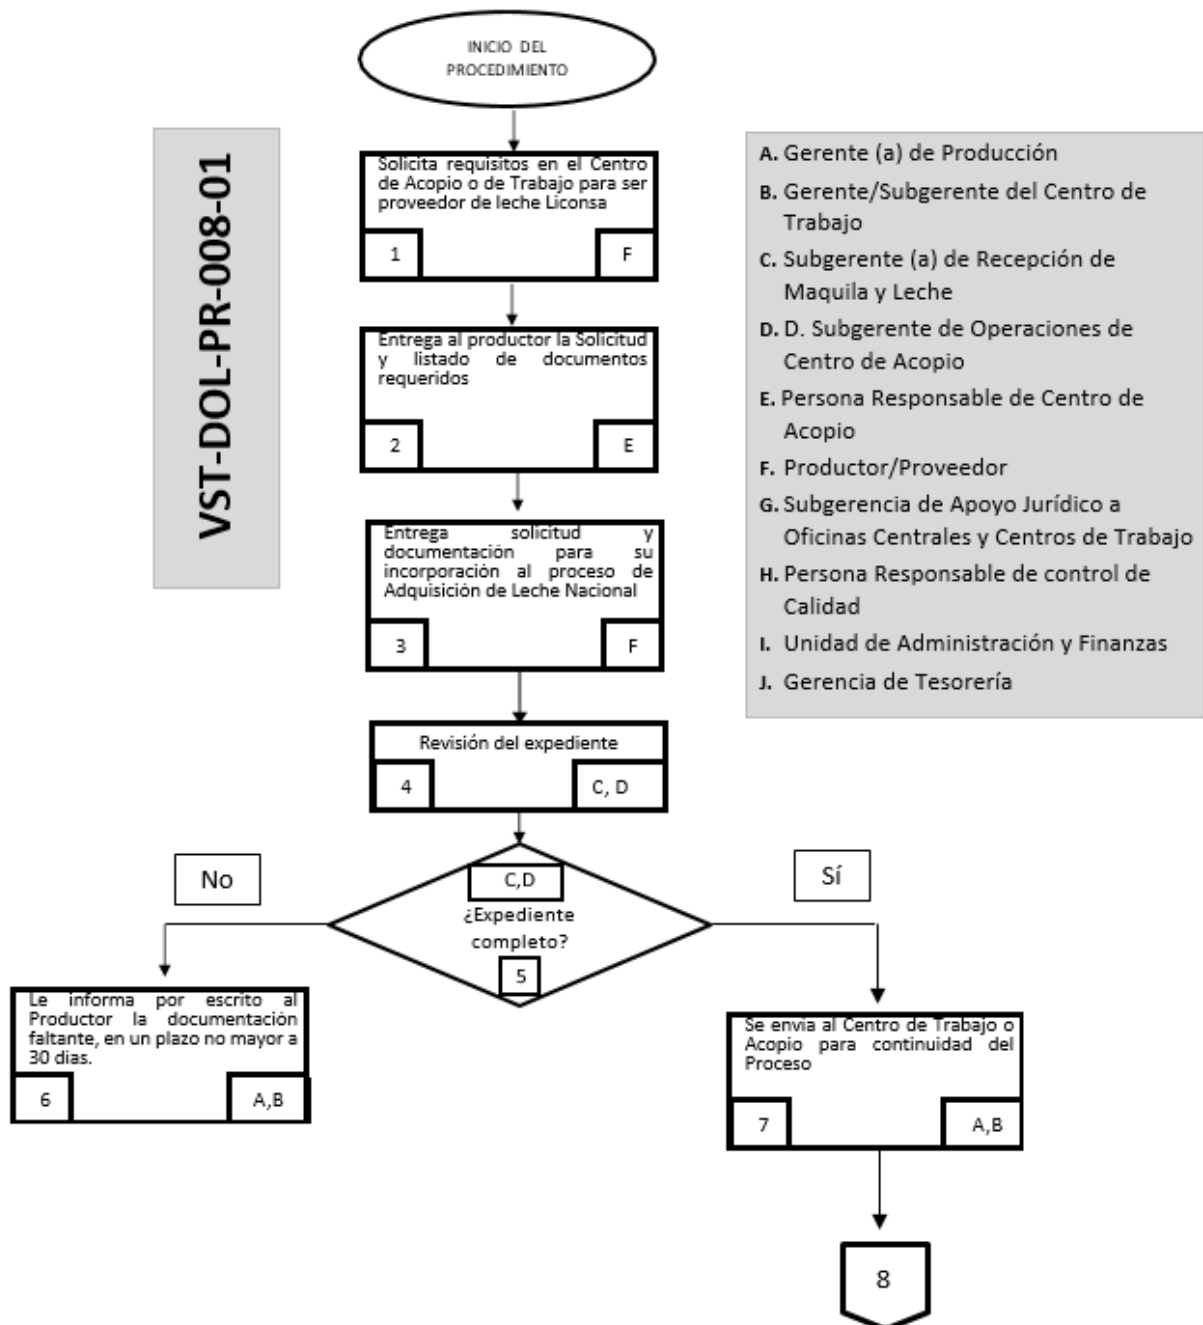 INICIO DEL
PROCEDIMIENTO
VST-DOL-PR-008-01
A. Gerente (a) de Producción
B. Gerente/Subgerente del Centro de
Trabajo
C. Subgerente (a) de Recepción de
Maquila y Leche
D. D. Subgerente de Operaciones de
Centro de Acopio
E. Persona Responsable de Centro de
Acopio
F. Productor/Proveedor
G. Subgerencia de Apoyo Jurídico a
Oficinas Centrales y Centros de Trabajo
H. Persona Responsable de control de
Calidad
I. Unidad de Administración y Finanzas
J. Gerencia de Tesorería
Solicita requisitos en el Centro
de Acopio o de Trabajo para ser
proveedor de leche Liconsa
1
F
Entrega al productor la Solicitud
y listado de documentos
requeridos
2
E
Entrega solicitud y
documentación para su
incorporación al proceso de
Adquisición de Leche Nacional
3
F
Revisión del expediente
4
C, D
No
C,D
¿Expediente
completo?
5
Sí
Le informa por escrito al
Productor la documentación
faltante, en un plazo no mayor a
30 dias.
6
A,B
Se envia al Centro de Trabajo o
Acopio para continuidad del
Proceso
7
A,B
8